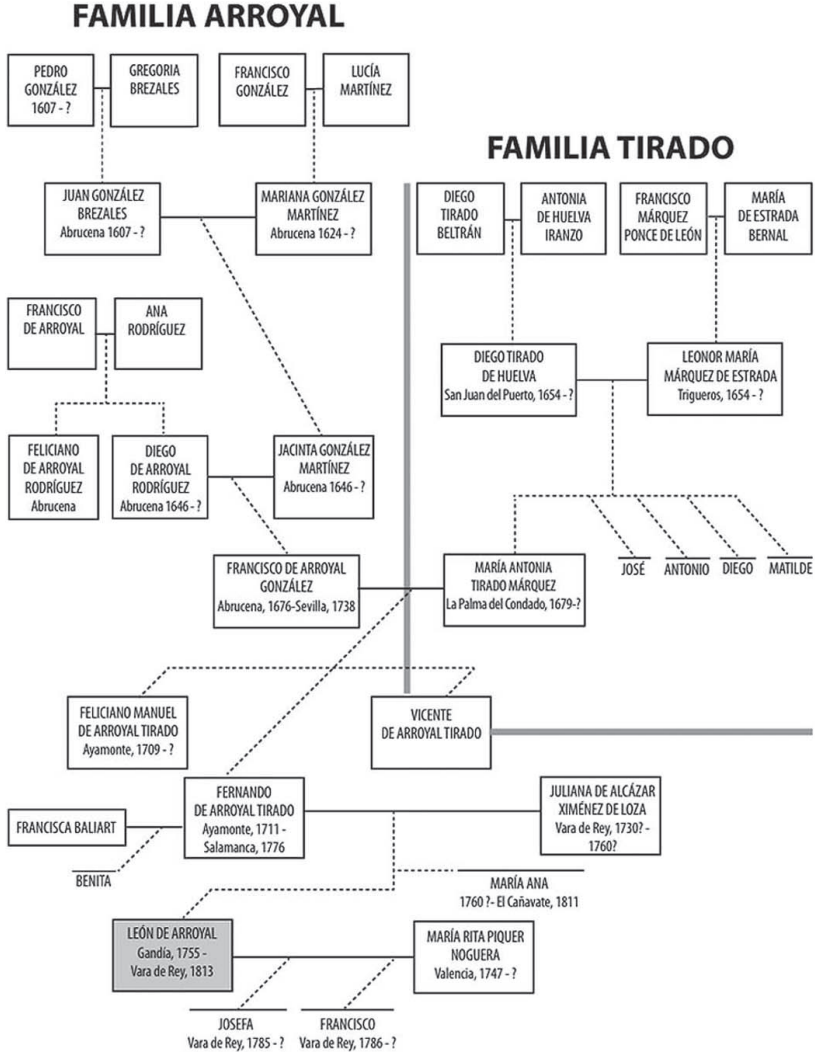 FAMILIA ARROYAL
PEDRO
GONZÁLEZ
1607 - ?
GREGORIA
BREZALES
FRANCISCO
GONZÁLEZ
LUCÍA
MARTÍNEZ
JUAN GONZÁLEZ
BREZALES
Abrucena 1607 - ?
MARIANA GONZÁLEZ
MARTÍNEZ
Abrucena 1624 - ?
FRANCISCO
DE ARROYAL
ANA
RODRÍGUEZ
FELICIANO
DE ARROYAL
RODRÍGUEZ
Abrucena
DIEGO
DE ARROYAL
RODRÍGUEZ
Abrucena 1646 - ?
JACINTA GONZÁLEZ
MARTÍNEZ
Abrucena 1646 - ?
FAMILIA TIRADO
DIEGO
TIRADO
BELTRÁN
ANTONIA
DE HUELVA
IRANZO
FRANCISCO
MÁRQUEZ
PONCE DE LEÓN
MARÍA
DE ESTRADA
BERNAL
DIEGO TIRADO
DE HUELVA
San Juan del Puerto, 1654 - ?
LEONOR MARÍA
MÁRQUEZ DE ESTRADA
Trigueros, 1654 - ?
FRANCISCO DE ARROYAL
GONZÁLEZ
Abrucena, 1676-Sevilla, 1738
MARÍA ANTONIA
TIRADO MÁRQUEZ
La Palma del Condado, 1679-?
JOSÉ
ANTONIO
DIEGO
MATILDE
FELICIANO MANUEL
DE ARROYAL TIRADO
Ayamonte, 1709 - ?
VICENTE
DE ARROYAL TIRADO
FRANCISCA BALIART
FERNANDO
DE ARROYAL TIRADO
Ayamonte, 1711 -
Salamanca, 1776
JULIANA DE ALCÁZAR
XIMÉNEZ DE LOZA
Vara de Rey, 1730? -
1760?
BENITA
MARÍA ANA
1760 ?- El Cañavate, 1811
LEÓN DE ARROYAL
Gandía, 1755 -
Vara de Rey, 1813
MARÍA RITA PIQUER
NOGUERA
Valencia, 1747 - ?
JOSEFA
Vara de Rey, 1785 - ?
FRANCISCO
Vara de Rey, 1786 - ?